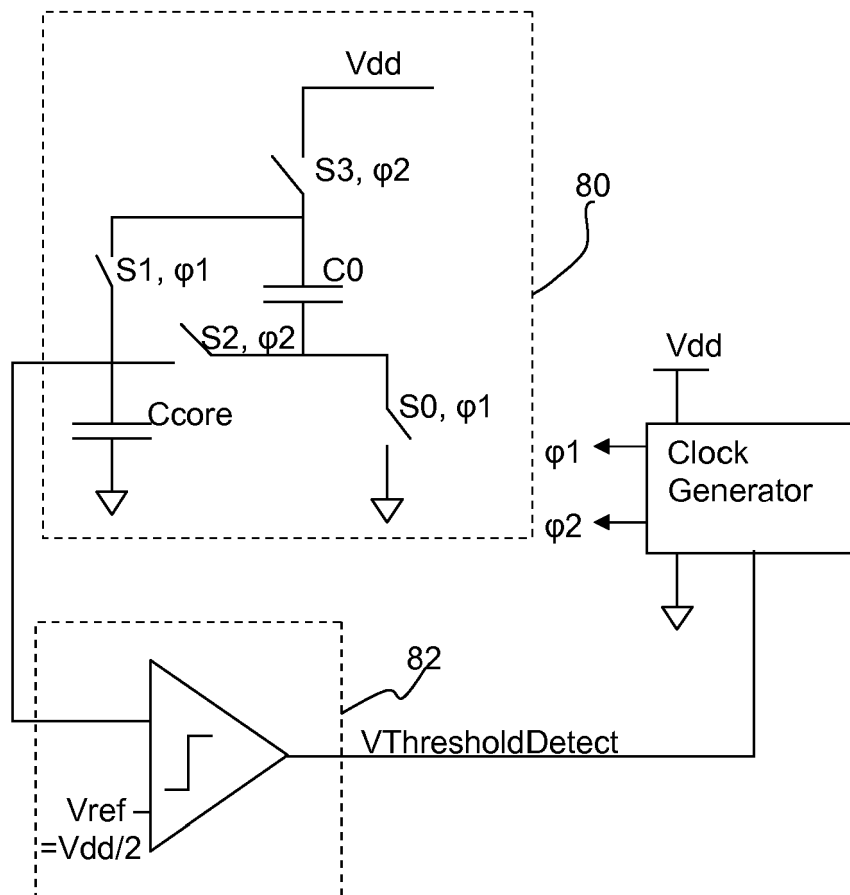 Vdd
S3, φ2
80
S1, φ1
C0
S2, φ2
Vdd
Ccore
S0, φ1
φ1
Clock
Generator
φ2
82
VThresholdDetect
Vref
=Vdd/2